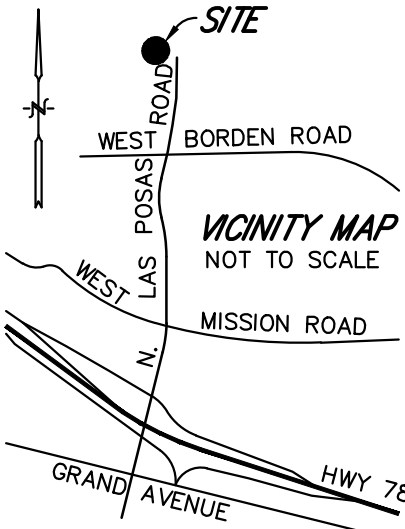 SITE
N
WEST BORDEN ROAD
N. LAS POSAS ROAD
VICINITY MAP
NOT TO SCALE
WEST MISSION ROAD
HWY 78
GRAND AVENUE